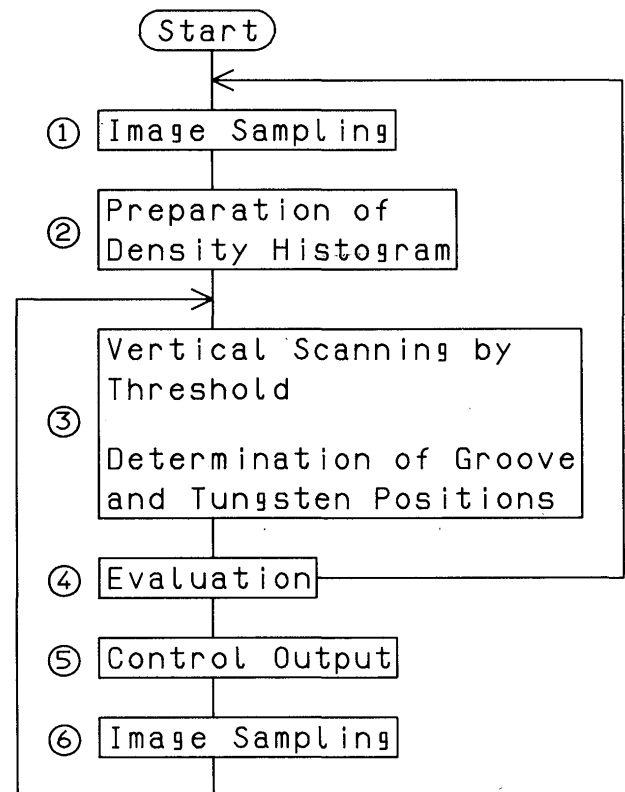 Start
① Image Sampling
② Preparation of
Density Histogram
③ Vertical Scanning by
Threshold
Determination of Groove
and Tungsten Positions
④ Evaluation
⑤ Control Output
⑥ Image Sampling